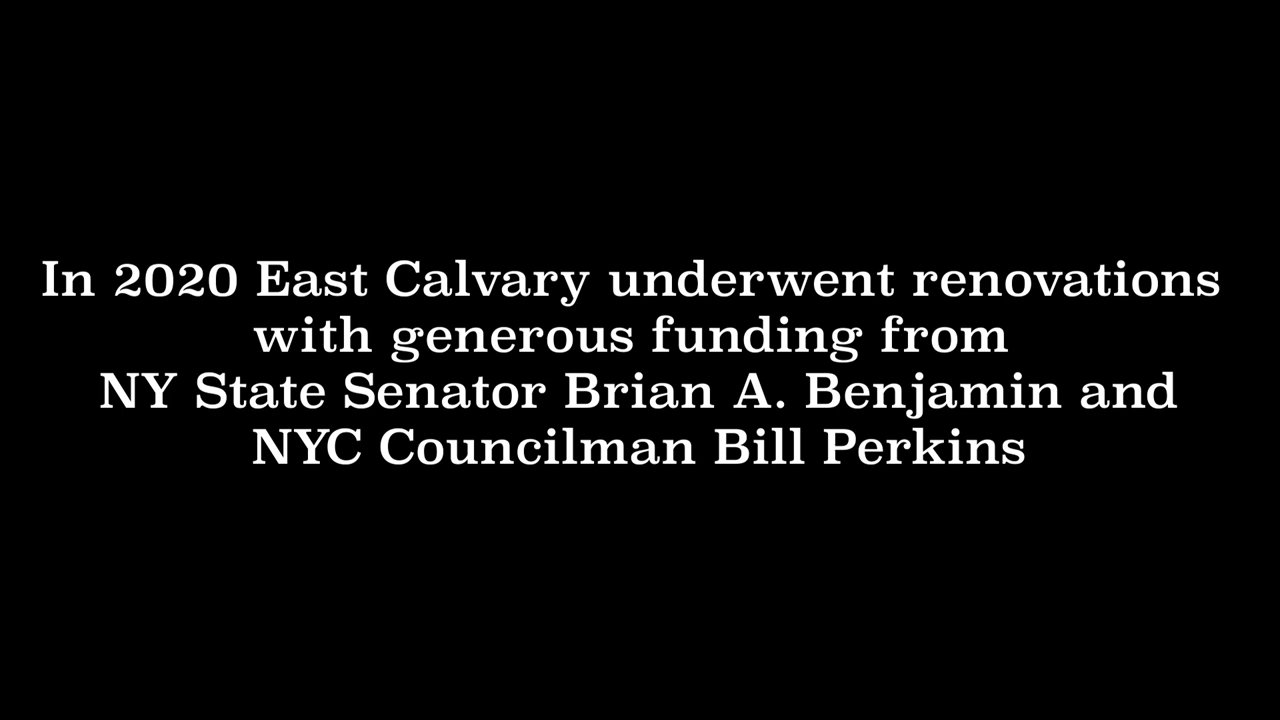 In 2020 East Calvary underwent renovations
with generous funding from
NY State Senator Brian A. Benjamin and
NYC Councilman Bill Perkins